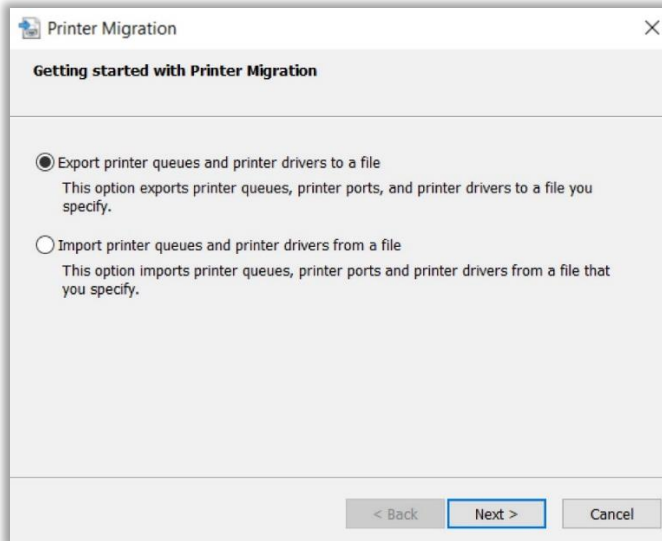 Printer Migration
Getting started with Printer Migration
Export printer queues and printer drivers to a file
This option exports printer queues, printer ports, and printer drivers to a file you
specify.
Import printer queues and printer drivers from a file
This option imports printer queues, printer ports and printer drivers from a file that
you specify.
< Back Next > Cancel